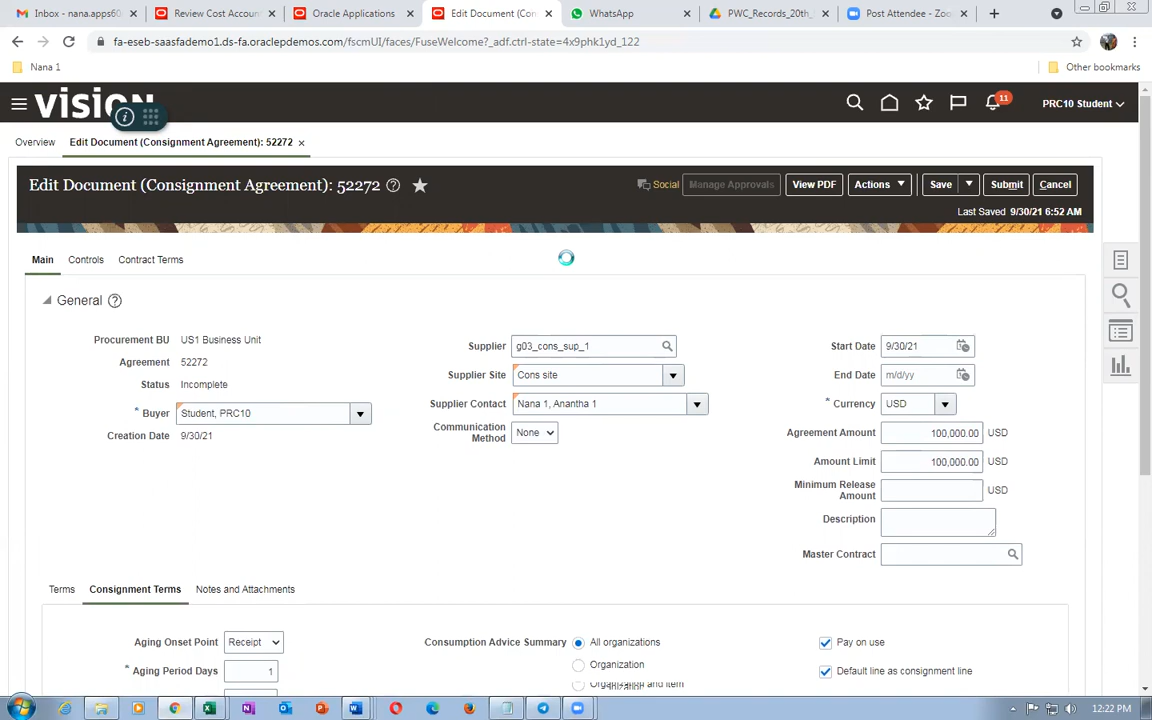 Inbox - nana.apps60
Review Cost Accoun
Oracle Applications
Edit Document (Con
WhatsApp
PWC_Records_20th_
Post Attendee - Zoo
fa-eseb-saasfademo1.ds-fa.oraclepdemos.com/fscmUI/faces/FuseWelcome?_adf.ctrl-state=4x9phk1yd_122
Nana 1
Other bookmarks
vision
11
PRC10 Student
Overview
Edit Document (Consignment Agreement): 52272
Edit Document (Consignment Agreement): 52272
Social
Manage Approvals
View PDF
Actions
Save
Submit
Cancel
Last Saved 9/30/21 6:52 AM
Main
Controls
Contract Terms
General
Procurement BU US1 Business Unit
Agreement 52272
Status Incomplete
* Buyer Student, PRC10
Creation Date 9/30/21
Supplier g03_cons_sup_1
Supplier Site Cons site
Supplier Contact Nana 1, Anantha 1
Communication Method None
Start Date 9/30/21
End Date m/d/yy
* Currency USD
Agreement Amount 100,000.00 USD
Amount Limit 100,000.00 USD
Minimum Release Amount USD
Description
Master Contract
Terms
Consignment Terms
Notes and Attachments
Aging Onset Point Receipt
* Aging Period Days 1
Consumption Advice Summary All organizations
Organization
Organization and item
Pay on use
Default line as consignment line
12:22 PM